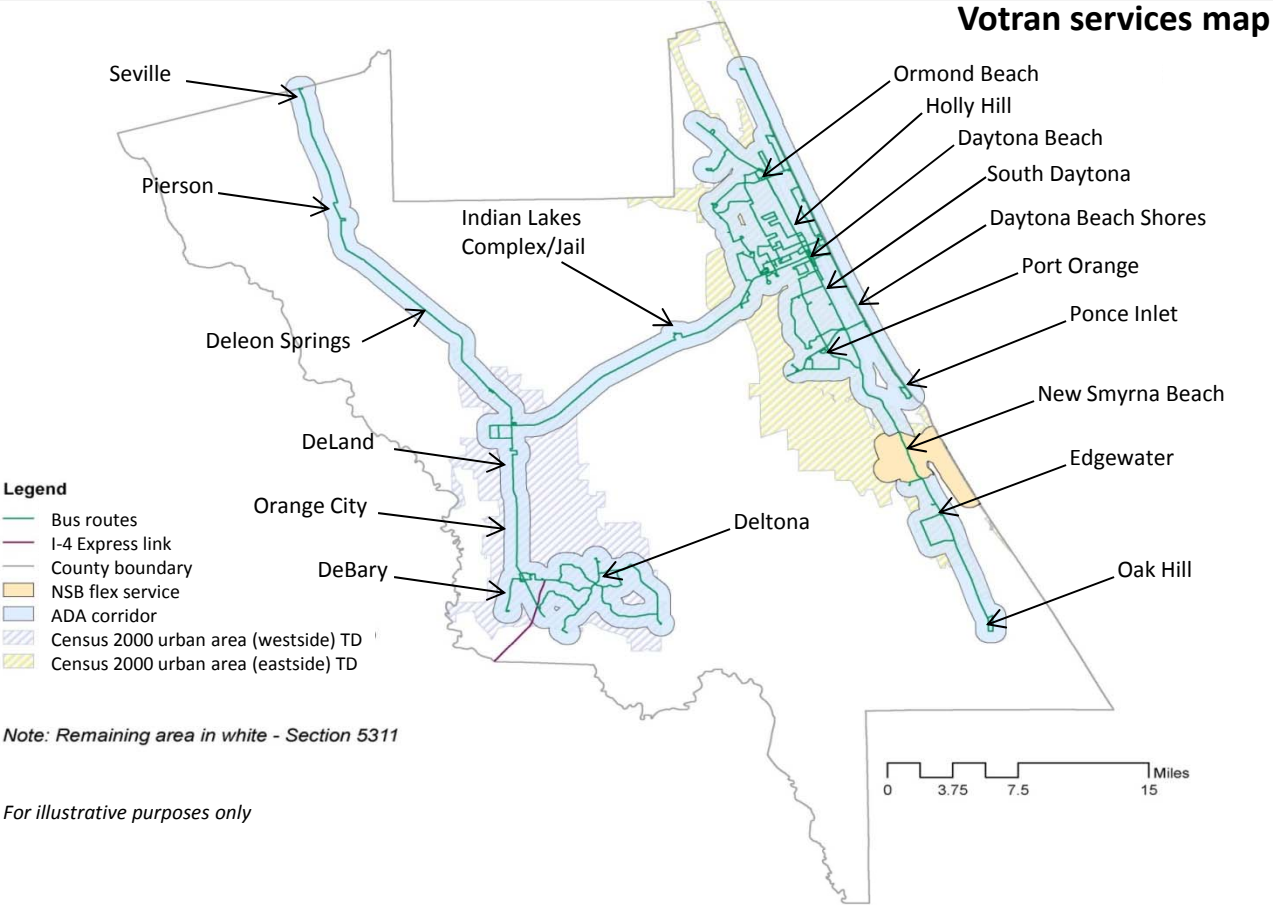 Votran services map
Seville
Ormond Beach
Holly Hill
Daytona Beach
South Daytona
Pierson
Indian Lakes
Complex/Jail
Daytona Beach Shores
Port Orange
Ponce Inlet
Deleon Springs
New Smyrna Beach
DeLand
Edgewater
Orange City
Deltona
DeBary
Oak Hill
Legend
Bus routes
I-4 Express link
County boundary
NSB flex service
ADA corridor
Census 2000 urban area (westside) TD
Census 2000 urban area (eastside) TD
Note: Remaining area in white - Section 5311
Miles
0 3.75 7.5 15
For illustrative purposes only